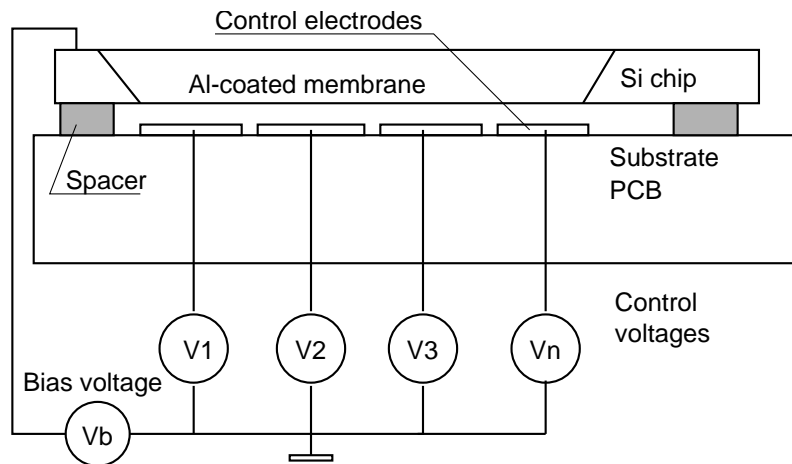 Control electrodes
Al-coated membrane
Si chip
Spacer
Substrate
PCB
Control
voltages
V1
V2
V3
Vn
Bias voltage
Vb